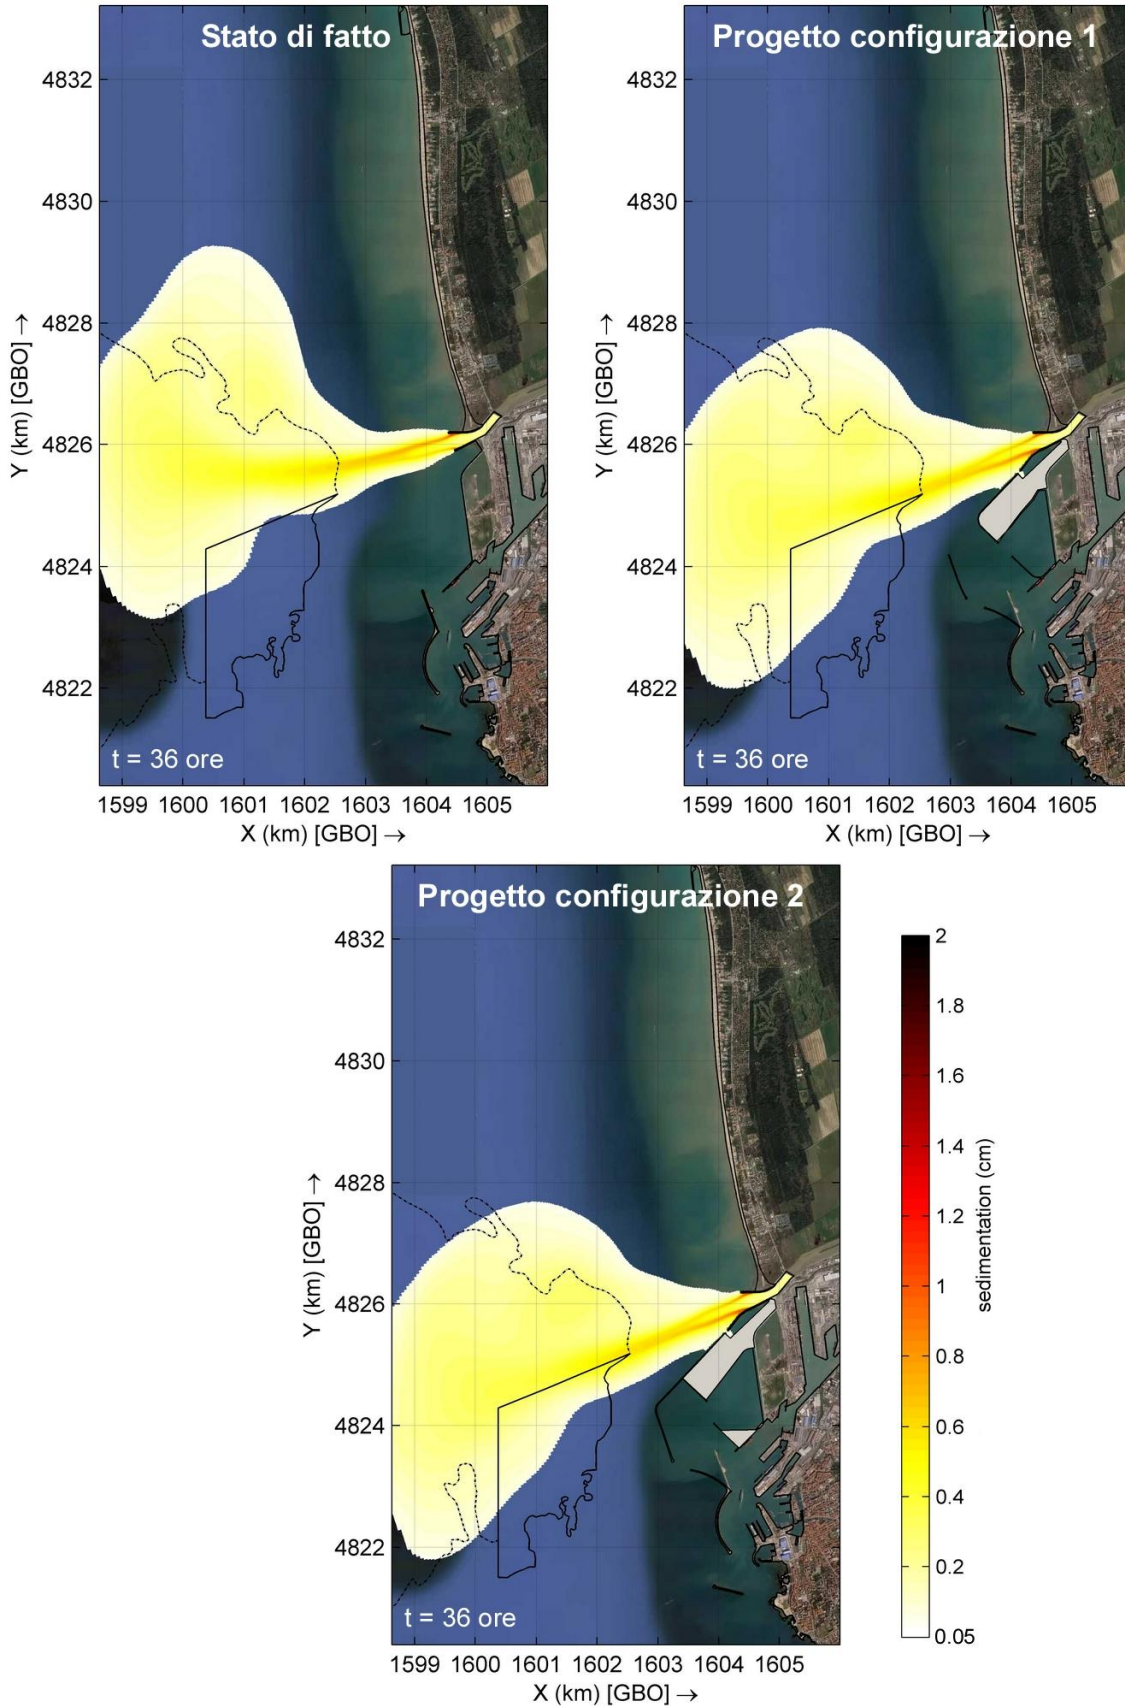 Stato di fatto
4832
4830
4828
4826
4824
4822
Y (km) [GBO] →
t = 36 ore
1599 1600 1601 1602 1603 1604 1605
X (km) [GBO] →
Progetto configurazione 1
4832
4830
4828
4826
4824
4822
Y (km) [GBO] →
t = 36 ore
1599 1600 1601 1602 1603 1604 1605
X (km) [GBO] →
Progetto configurazione 2
4832
4830
4828
4826
4824
4822
Y (km) [GBO] →
t = 36 ore
1599 1600 1601 1602 1603 1604 1605
X (km) [GBO] →
2
1.8
1.6
1.4
1.2
1
0.8
0.6
0.4
0.2
0.05
sedimentation (cm)